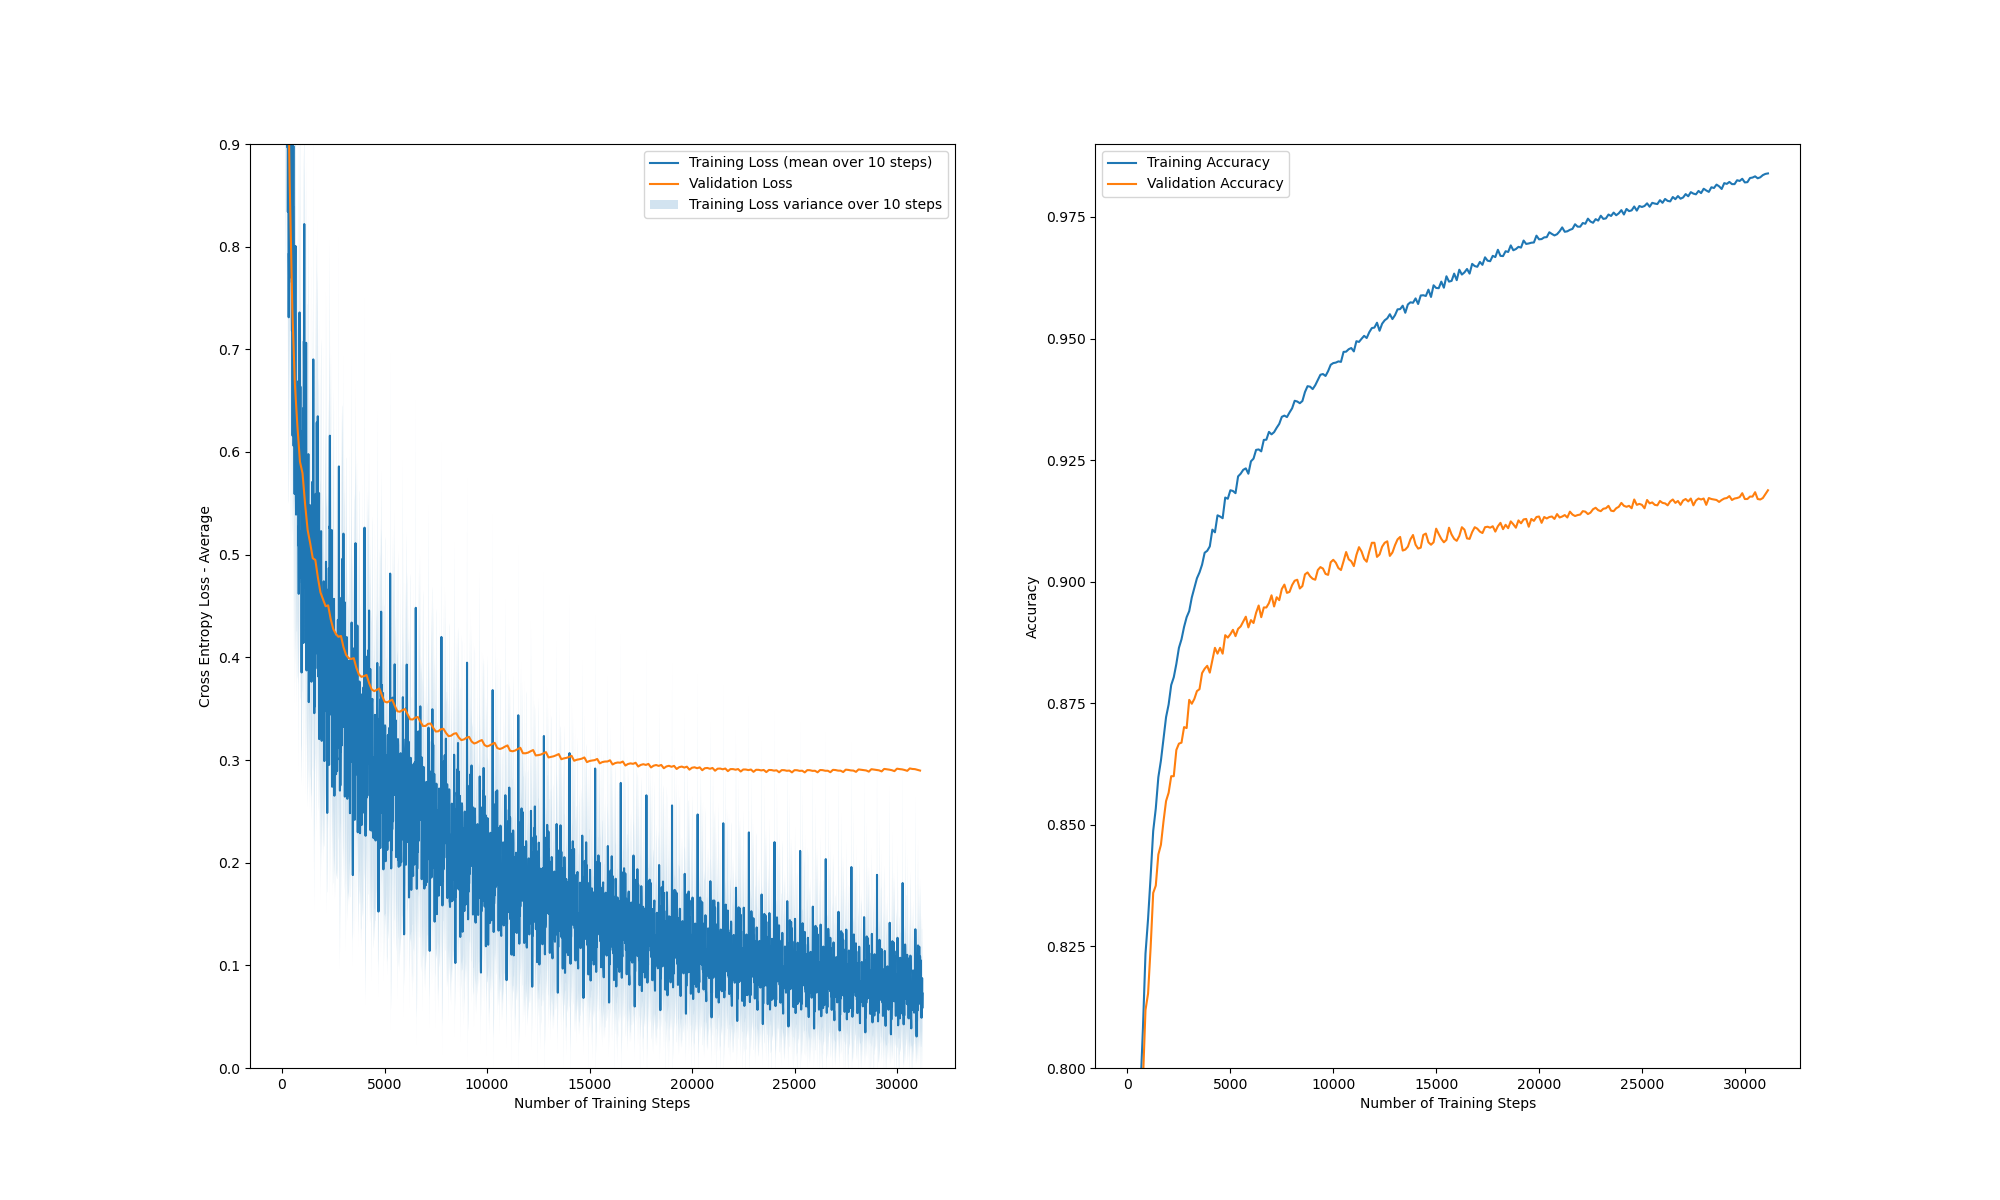 Training Loss (mean over 10 steps)
Validation Loss
Training Loss variance over 10 steps
0.9
0.8
0.7
0.6
0.5
0.4
0.3
0.2
0.1
0.0
Cross Entropy Loss - Average
0 5000 10000 15000 20000 25000 30000
Number of Training Steps
Training Accuracy
Validation Accuracy
0.975
0.950
0.925
0.900
0.875
0.850
0.825
0.800
Accuracy
0 5000 10000 15000 20000 25000 30000
Number of Training Steps